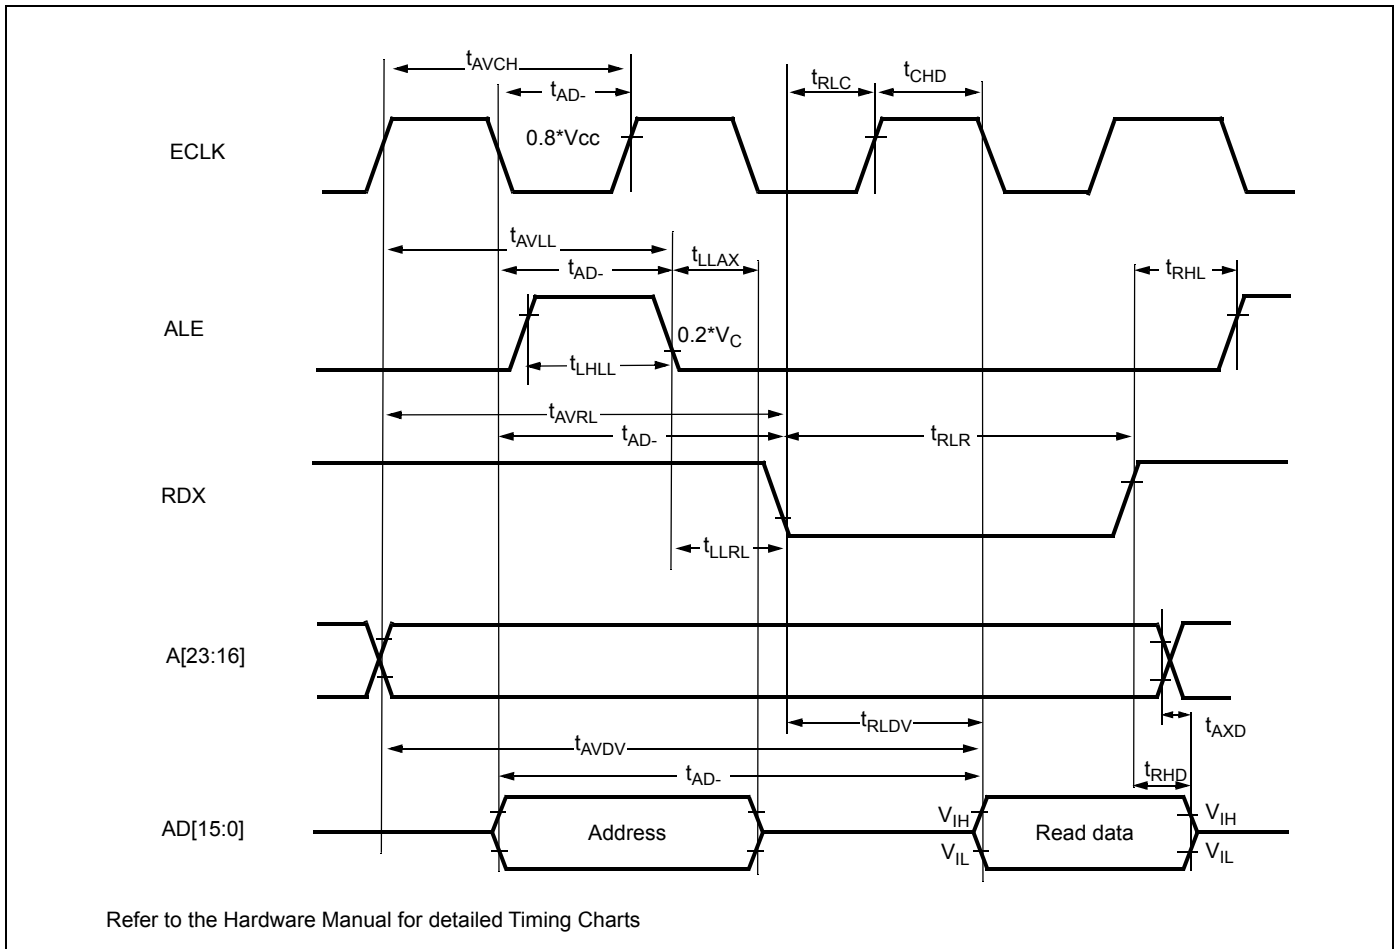 tAVCH
tAD-
tRLC
tCHD
ECLK
0.8*Vcc
tAVLL
tAD-
tLLAX
tRHL
ALE
0.2*VC
tLHLL
tAVRL
tAD-
tRLR
RDX
tLLRL
A[23:16]
tRLDV
tAXD
tAVDV
tAD-
tRHD
AD[15:0]
Address
VIH
VIL
Read data
VIH
VIL
Refer to the Hardware Manual for detailed Timing Charts